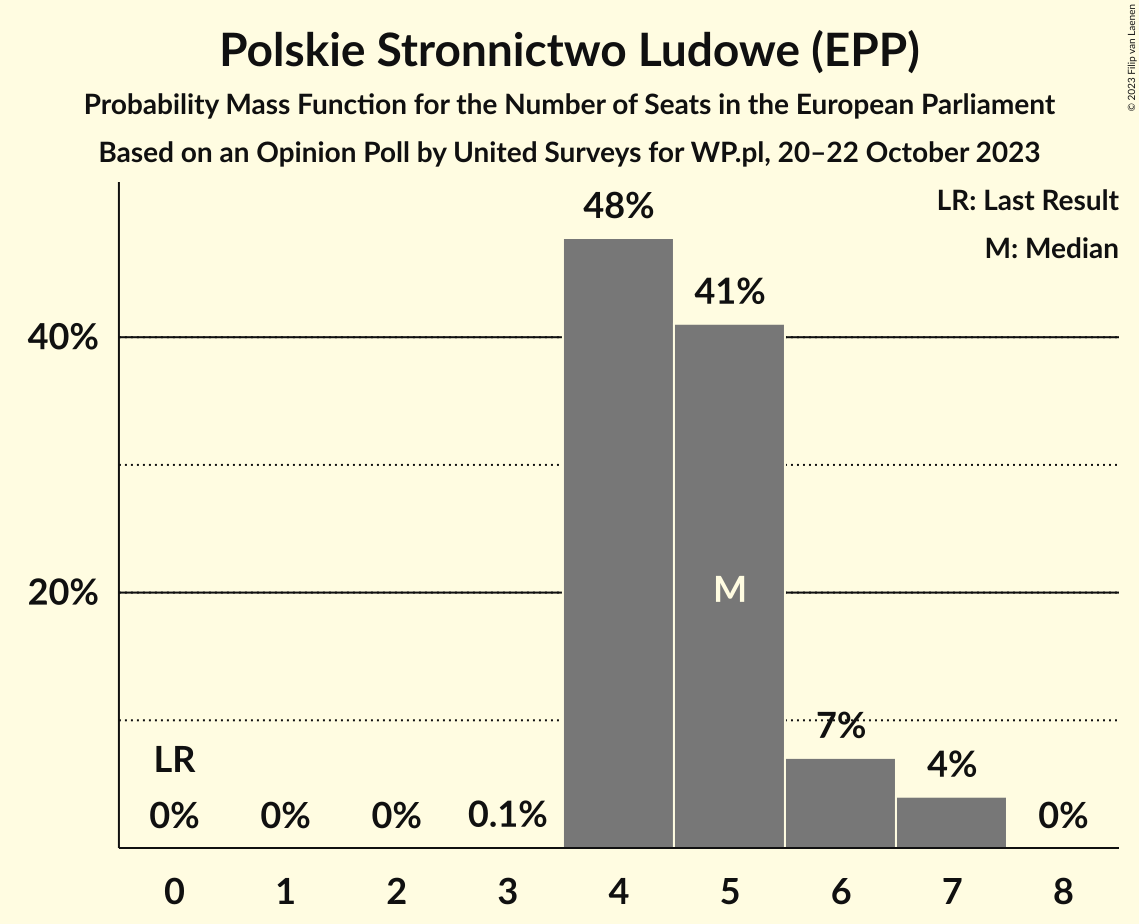 © 2023 Filip van Laenen
Polskie Stronnictwo Ludowe (EPP)
Probability Mass Function for the Number of Seats in the European Parliament
Based on an Opinion Poll by United Surveys for WP.pl, 20–22 October 2023
LR: Last Result
M: Median
48%
41%
40%
20%
M
7%
4%
LR
0% 0% 0% 0.1% 0%
0 1 2 3 4 5 6 7 8